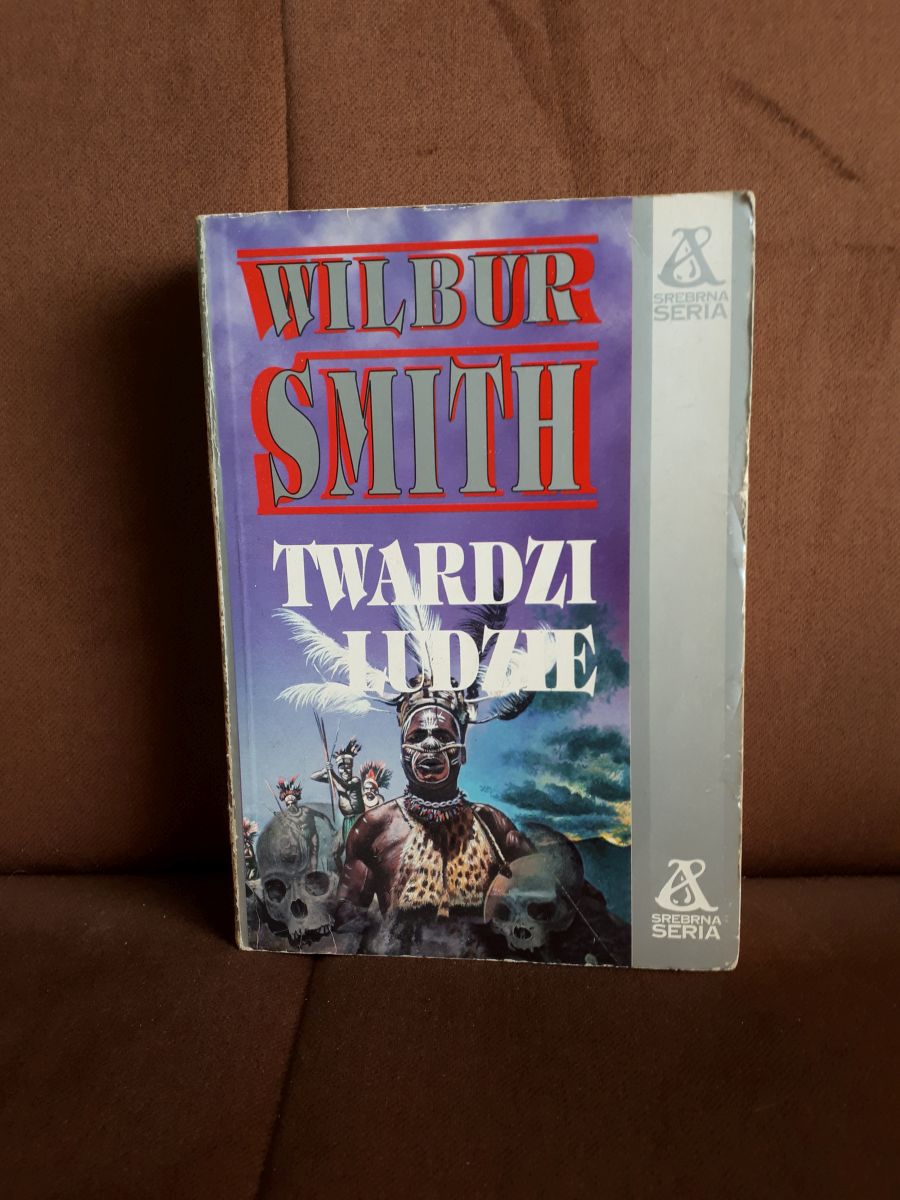 WILBUR
SMITH
TWARDZI
LUDZIE
SREBRNA
SERIA
SREBRNA
SERIA